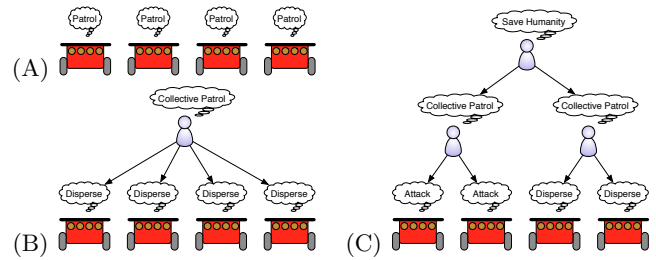 Patrol Patrol Patrol Patrol
(A)
Collective Patrol
Disperse Disperse Disperse Disperse
(B)
Save Humanity
Collective Patrol Collective Patrol
Attack Attack Disperse Disperse
(C)